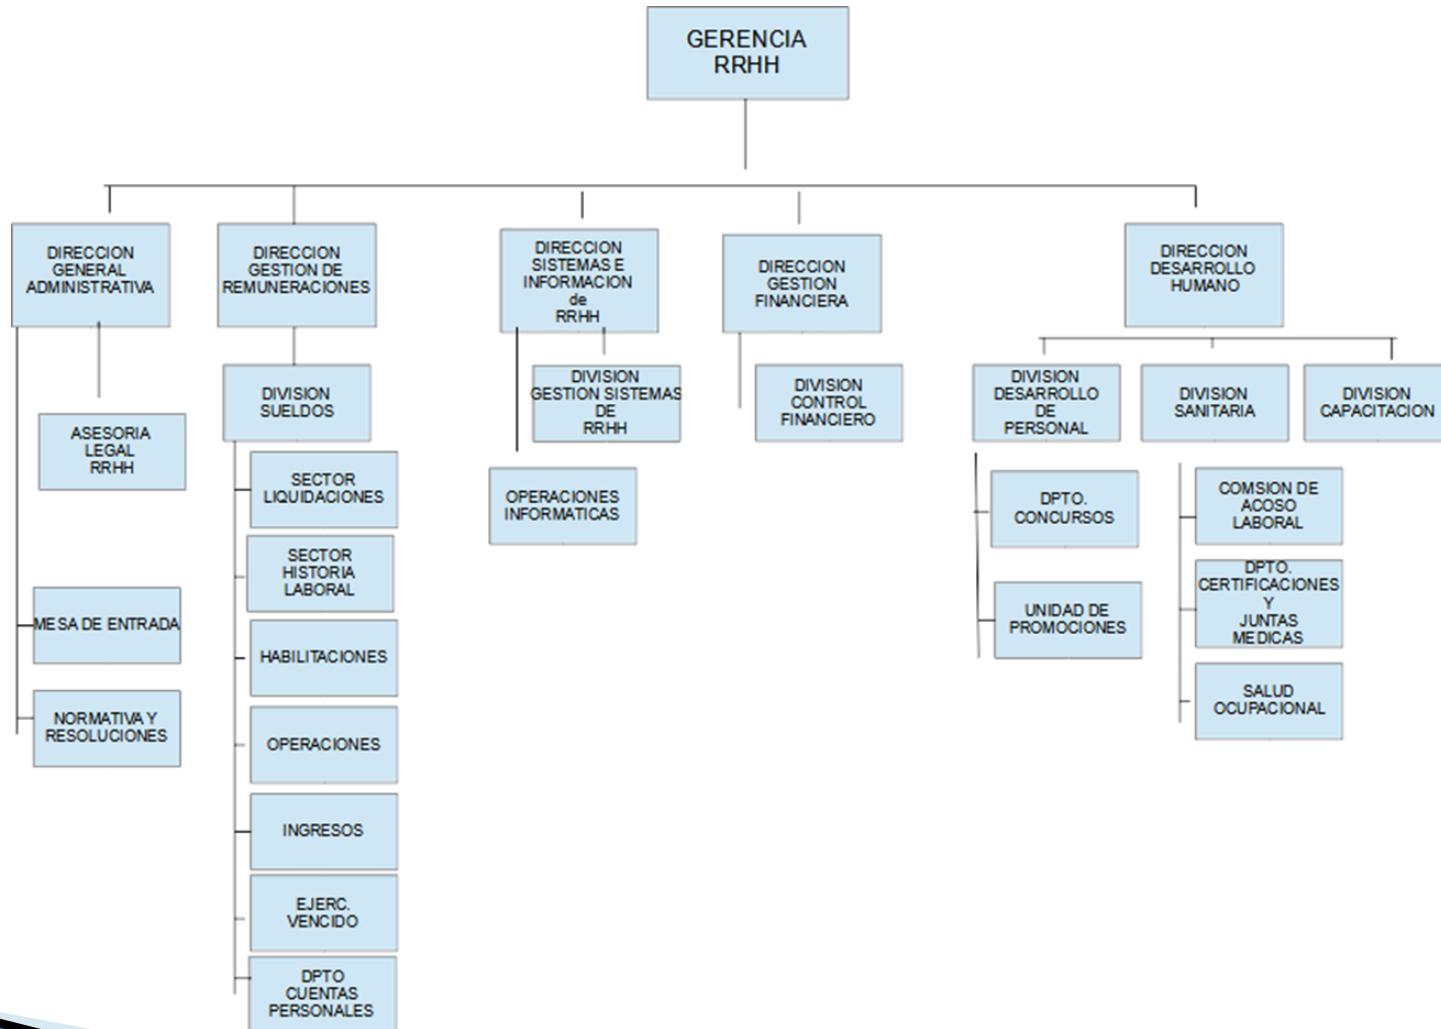 GERENCIA
RRHH
DIRECCION
GENERAL
ADMINISTRATIVA
DIRECCION
GESTION DE
REMUNERACIONES
DIRECCION
SISTEMAS E
INFORMACION
de
RRHH
DIRECCION
GESTION
FINANCIERA
DIRECCION
DESARROLLO
HUMANO
ASESORIA
LEGAL
RRHH
MESA DE ENTRADA
NORMATIVA Y
RESOLUCIONES
DIVISION
SUELDOS
SECTOR
LIQUIDACIONES
SECTOR
HISTORIA
LABORAL
HABILITACIONES
OPERACIONES
INGRESOS
EJERC.
VENCIDO
DPTO
CUENTAS
PERSONALES
DIVISION
GESTION SISTEMAS
DE
RRHH
OPERACIONES
INFORMATICAS
DIVISION
CONTROL
FINANCIERO
DIVISION
DESARROLLO
DE
PERSONAL
DPTO.
CONCURSOS
UNIDAD DE
PROMOCIONES
DIVISION
SANITARIA
COMSION DE
ACOSO
LABORAL
DPTO.
CERTIFICACIONES
Y
JUNTAS
MEDICAS
SALUD
OCUPACIONAL
DIVISION
CAPACITACION